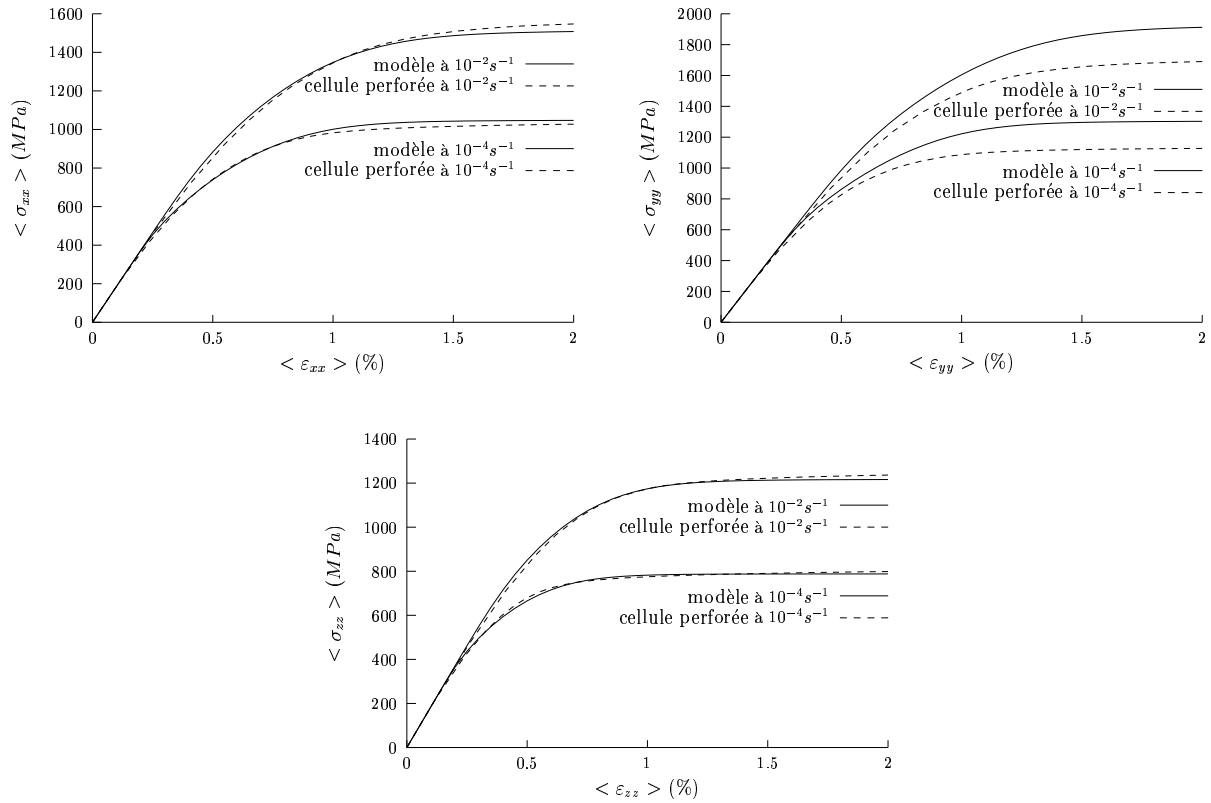 1600
1400
1200
1000
800
600
400
200
0
0 0.5 1 1.5 2
< σxx > (MPa)
< εxx > (%)
modèle à 10⁻²s⁻¹
cellule perforée à 10⁻²s⁻¹
modèle à 10⁻⁴s⁻¹
cellule perforée à 10⁻⁴s⁻¹
2000
1800
1600
1400
1200
1000
800
600
400
200
0
0 0.5 1 1.5 2
< σyy > (MPa)
< εyy > (%)
modèle à 10⁻²s⁻¹
cellule perforée à 10⁻²s⁻¹
modèle à 10⁻⁴s⁻¹
cellule perforée à 10⁻⁴s⁻¹
1400
1200
1000
800
600
400
200
0
0 0.5 1 1.5 2
< σzz > (MPa)
< εzz > (%)
modèle à 10⁻²s⁻¹
cellule perforée à 10⁻²s⁻¹
modèle à 10⁻⁴s⁻¹
cellule perforée à 10⁻⁴s⁻¹